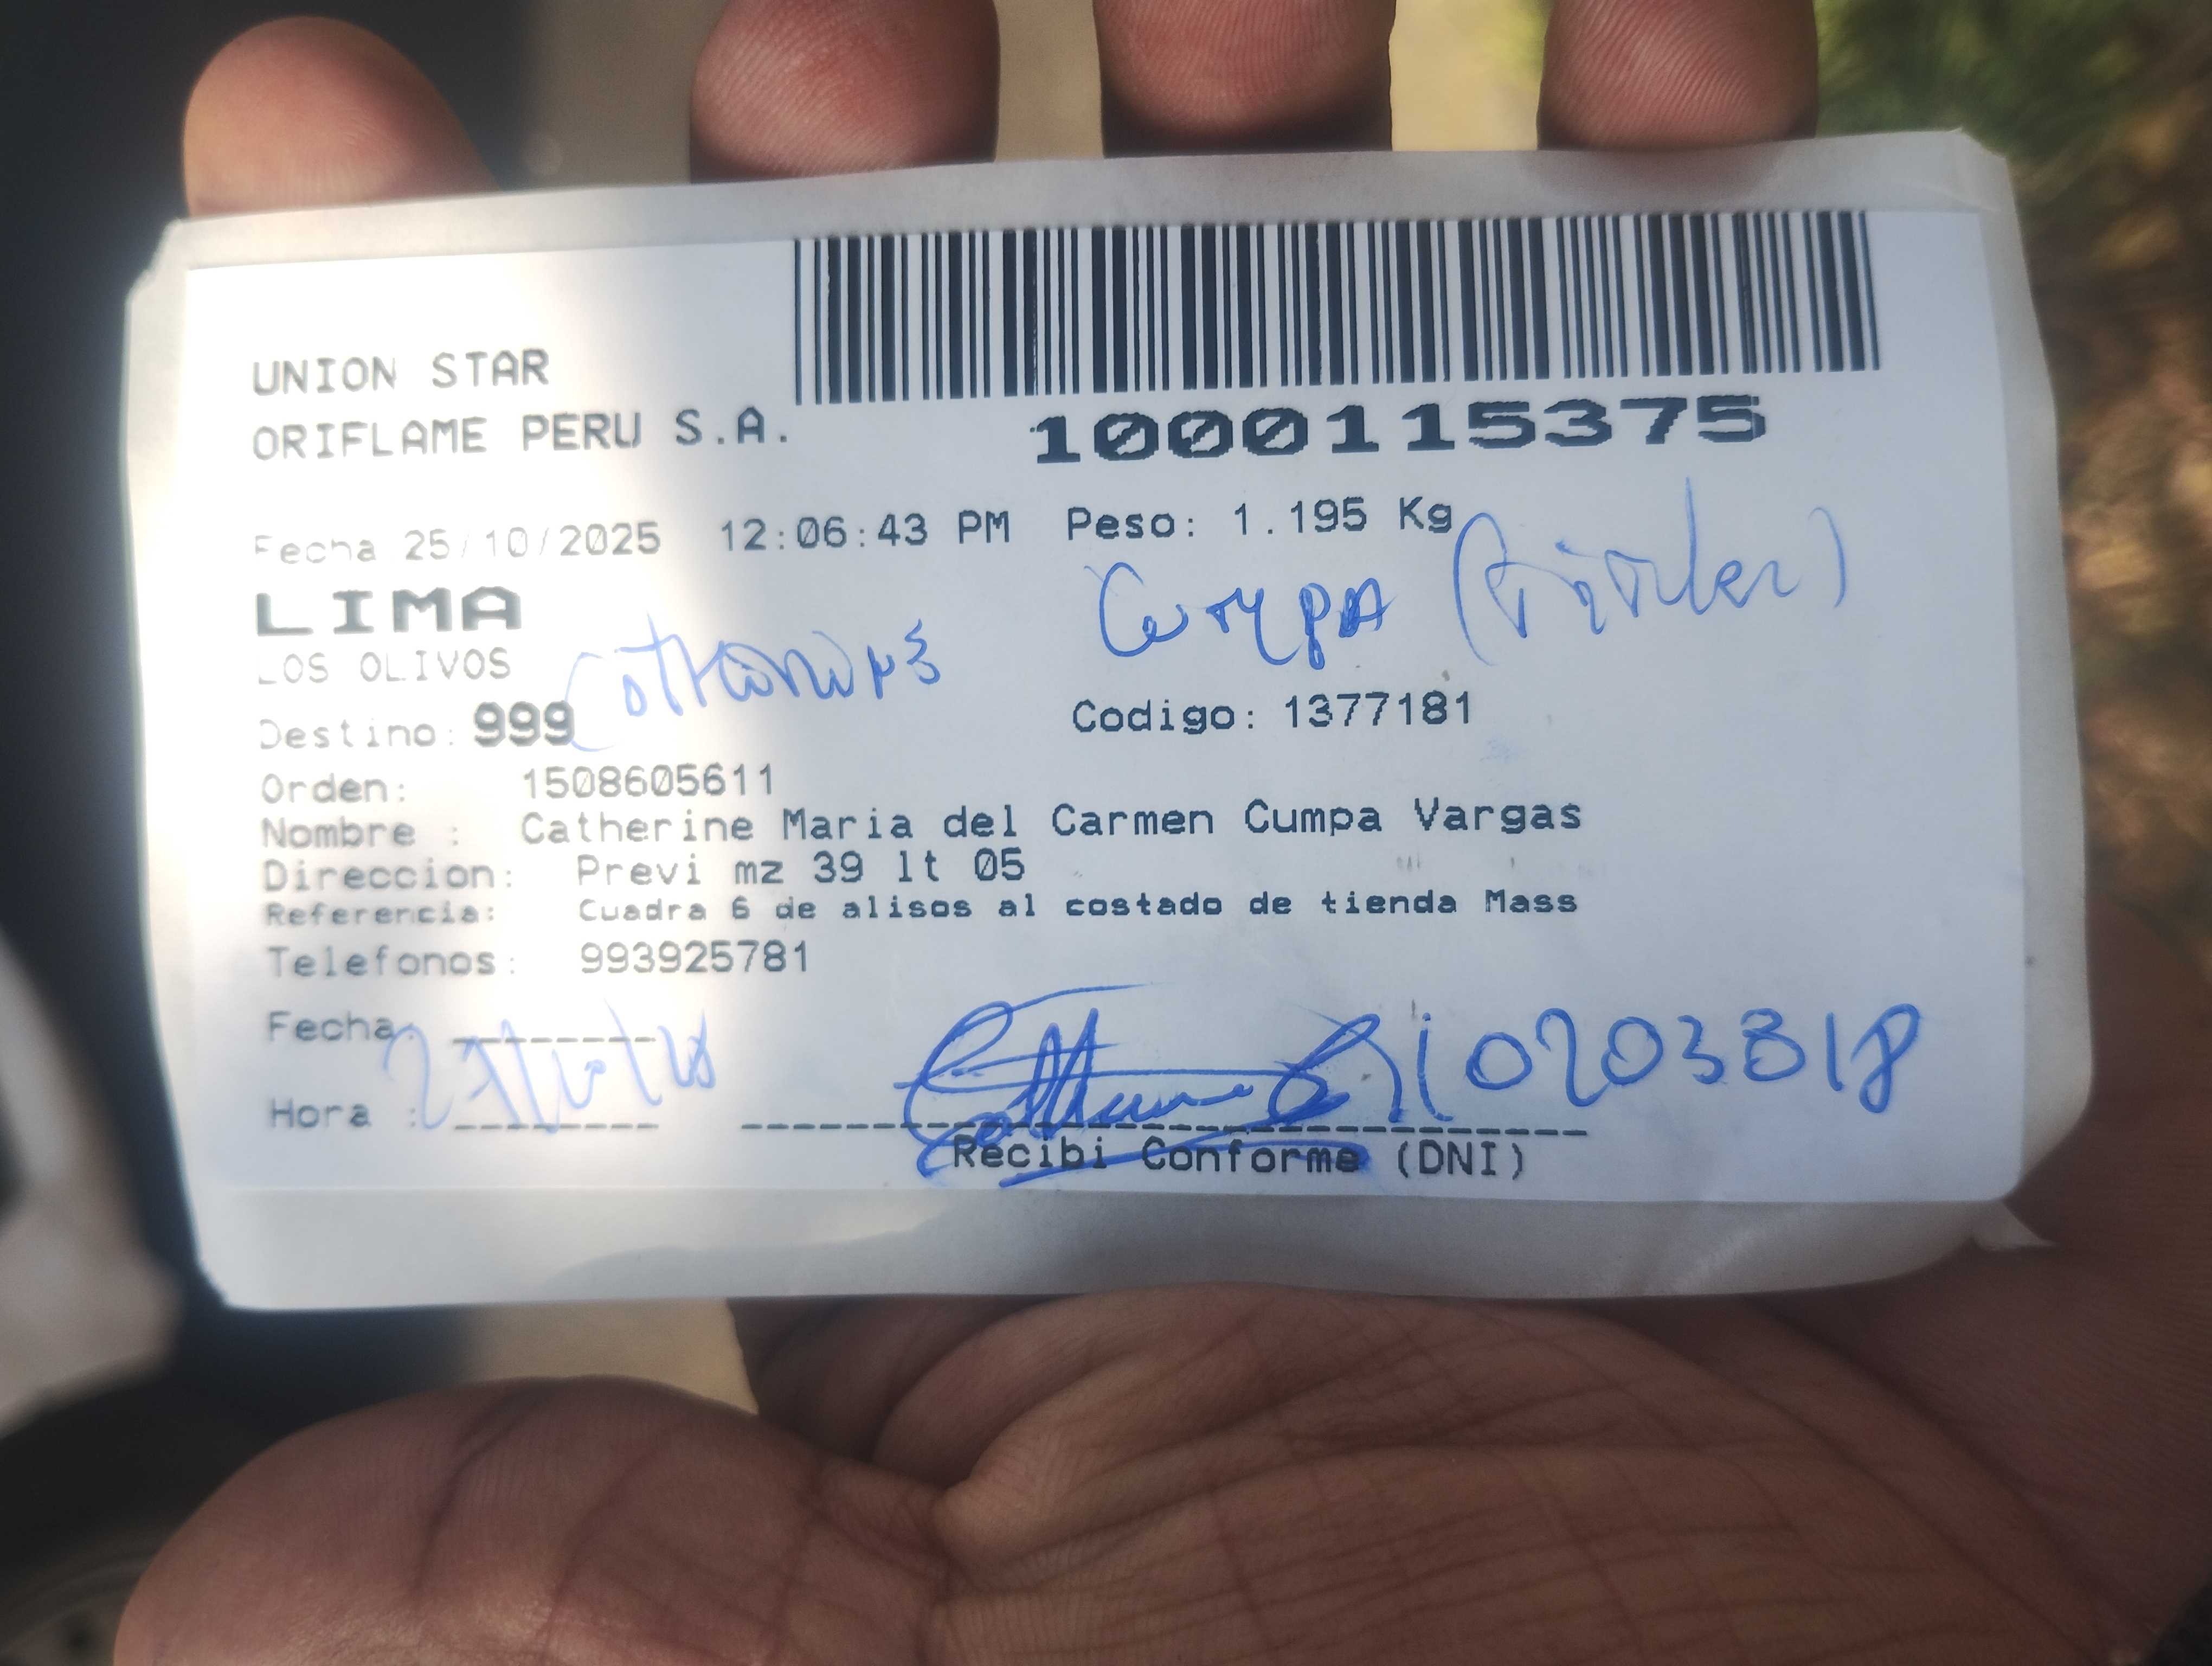 UNION STAR
ORIFLAME PERU S.A.
1000115375
Fecha 25/10/2025 12:06:43 PM Peso: 1.195 Kg
LIMA
Cumpa
LOS OLIVOS
Destino: 999
Codigo: 1377181
Orden: 1508605611
Nombre : Catherine Maria del Carmen Cumpa Vargas
Direccion: Previ mz 39 lt 05
Referencia: Cuadra 6 de alisos al costado de tienda Mass
Telefonos: 993925781
Fecha:
Hora :
10203818
Recibi Conforme (DNI)